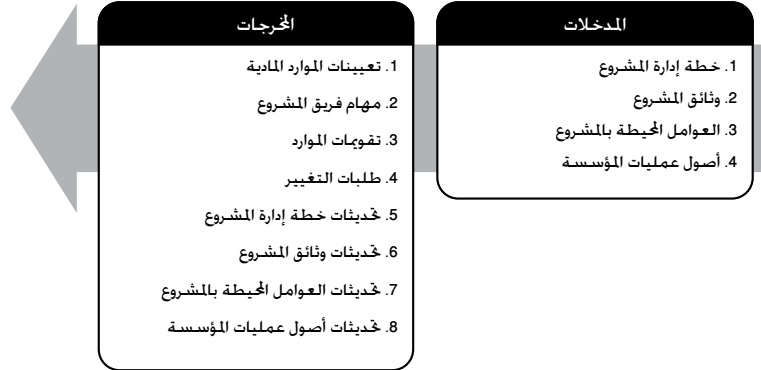 المدخلات
1. خطة إدارة المشروع
2. وثائق المشروع
3. العوامل المحيطة بالمشروع
4. أصول عمليات المؤسسة
المخرجات
1. تعيينات الموارد المادية
2. مهام فريق المشروع
3. تقويمات الموارد
4. طلبات التغيير
5. تحديثات خطة إدارة المشروع
6. تحديثات وثائق المشروع
7. تحديثات العوامل المحيطة بالمشروع
8. تحديثات أصول عمليات المؤسسة